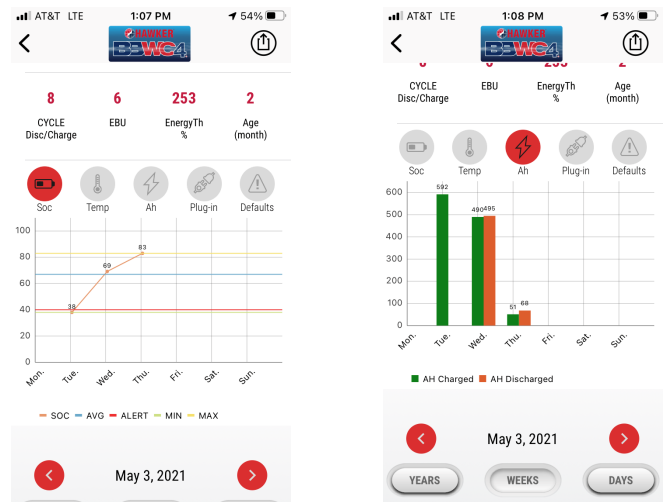 AT&T LTE 1:07 PM 54%
HAWKER
B3WC4
8 6 253 2
CYCLE EBU EnergyTh Age
Disc/Charge % (month)
Soc Temp Ah Plug-in Defaults
100
80
60
40
20
0
83
69
38
Mon. Tue. Wed. Thu. Fri. Sat. Sun.
SOC AVG ALERT MIN MAX
May 3, 2021
AT&T LTE 1:08 PM 53%
HAWKER
B3WC4
CYCLE EBU EnergyTh Age
Disc/Charge % (month)
Soc Temp Ah Plug-in Defaults
600
500
400
300
200
100
0
592
490 495
51 68
Mon. Tue. Wed. Thu. Fri. Sat. Sun.
AH Charged AH Discharged
May 3, 2021
YEARS WEEKS DAYS